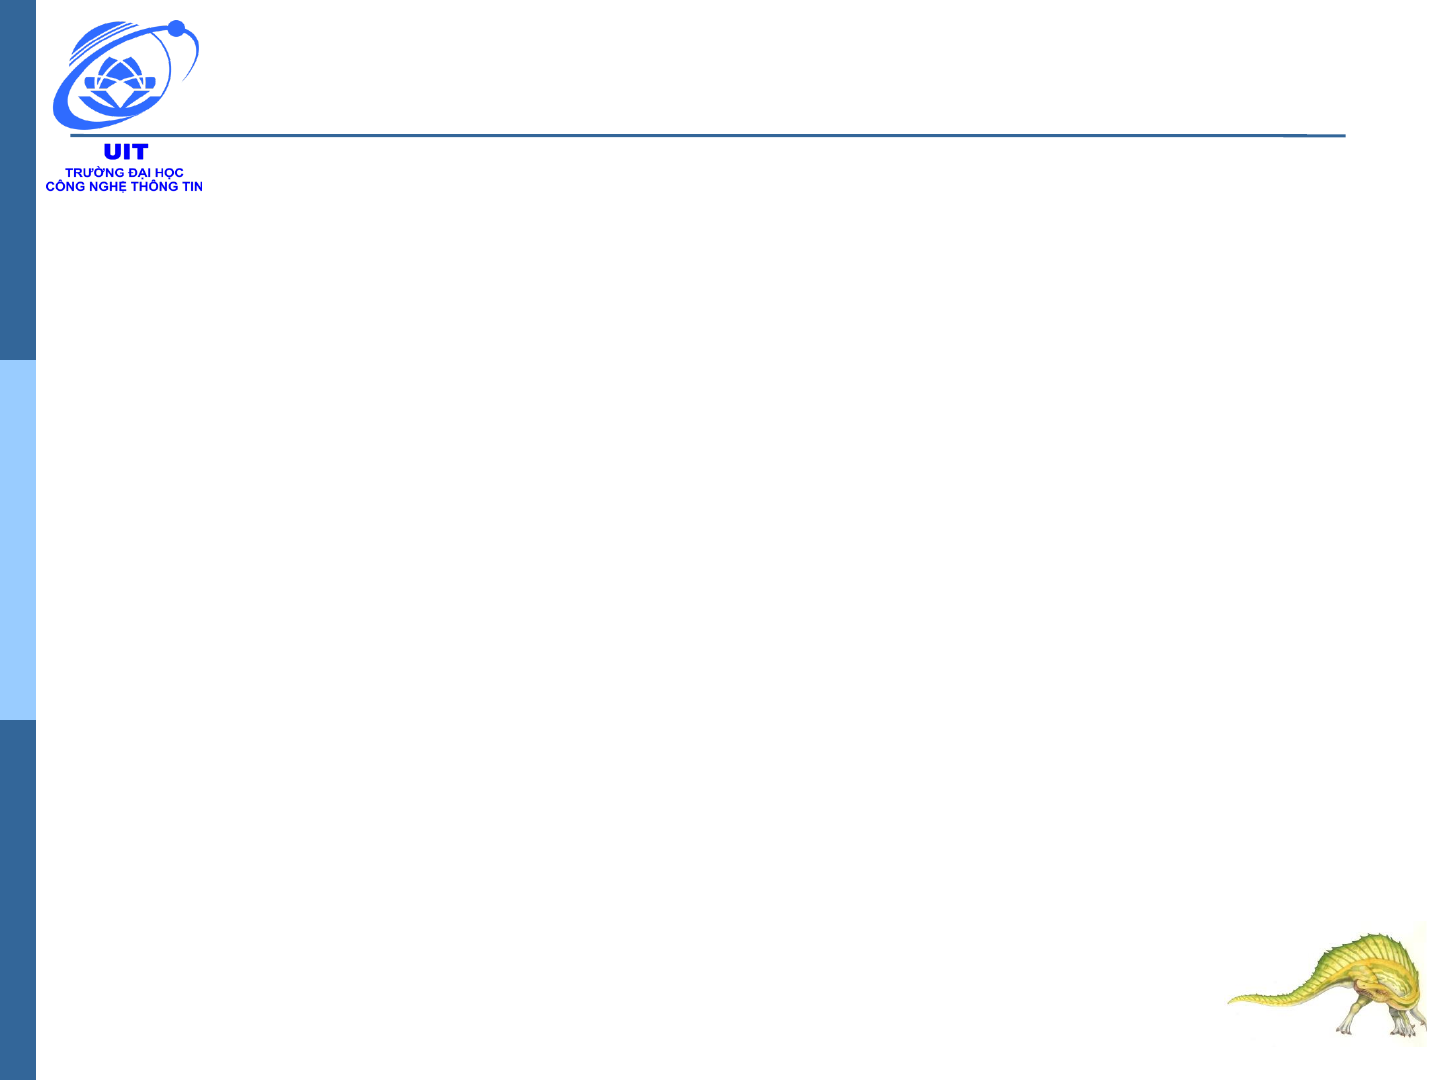 UIT
TRƯỜNG ĐẠI HỌC
CÔNG NGHỆ THÔNG TIN